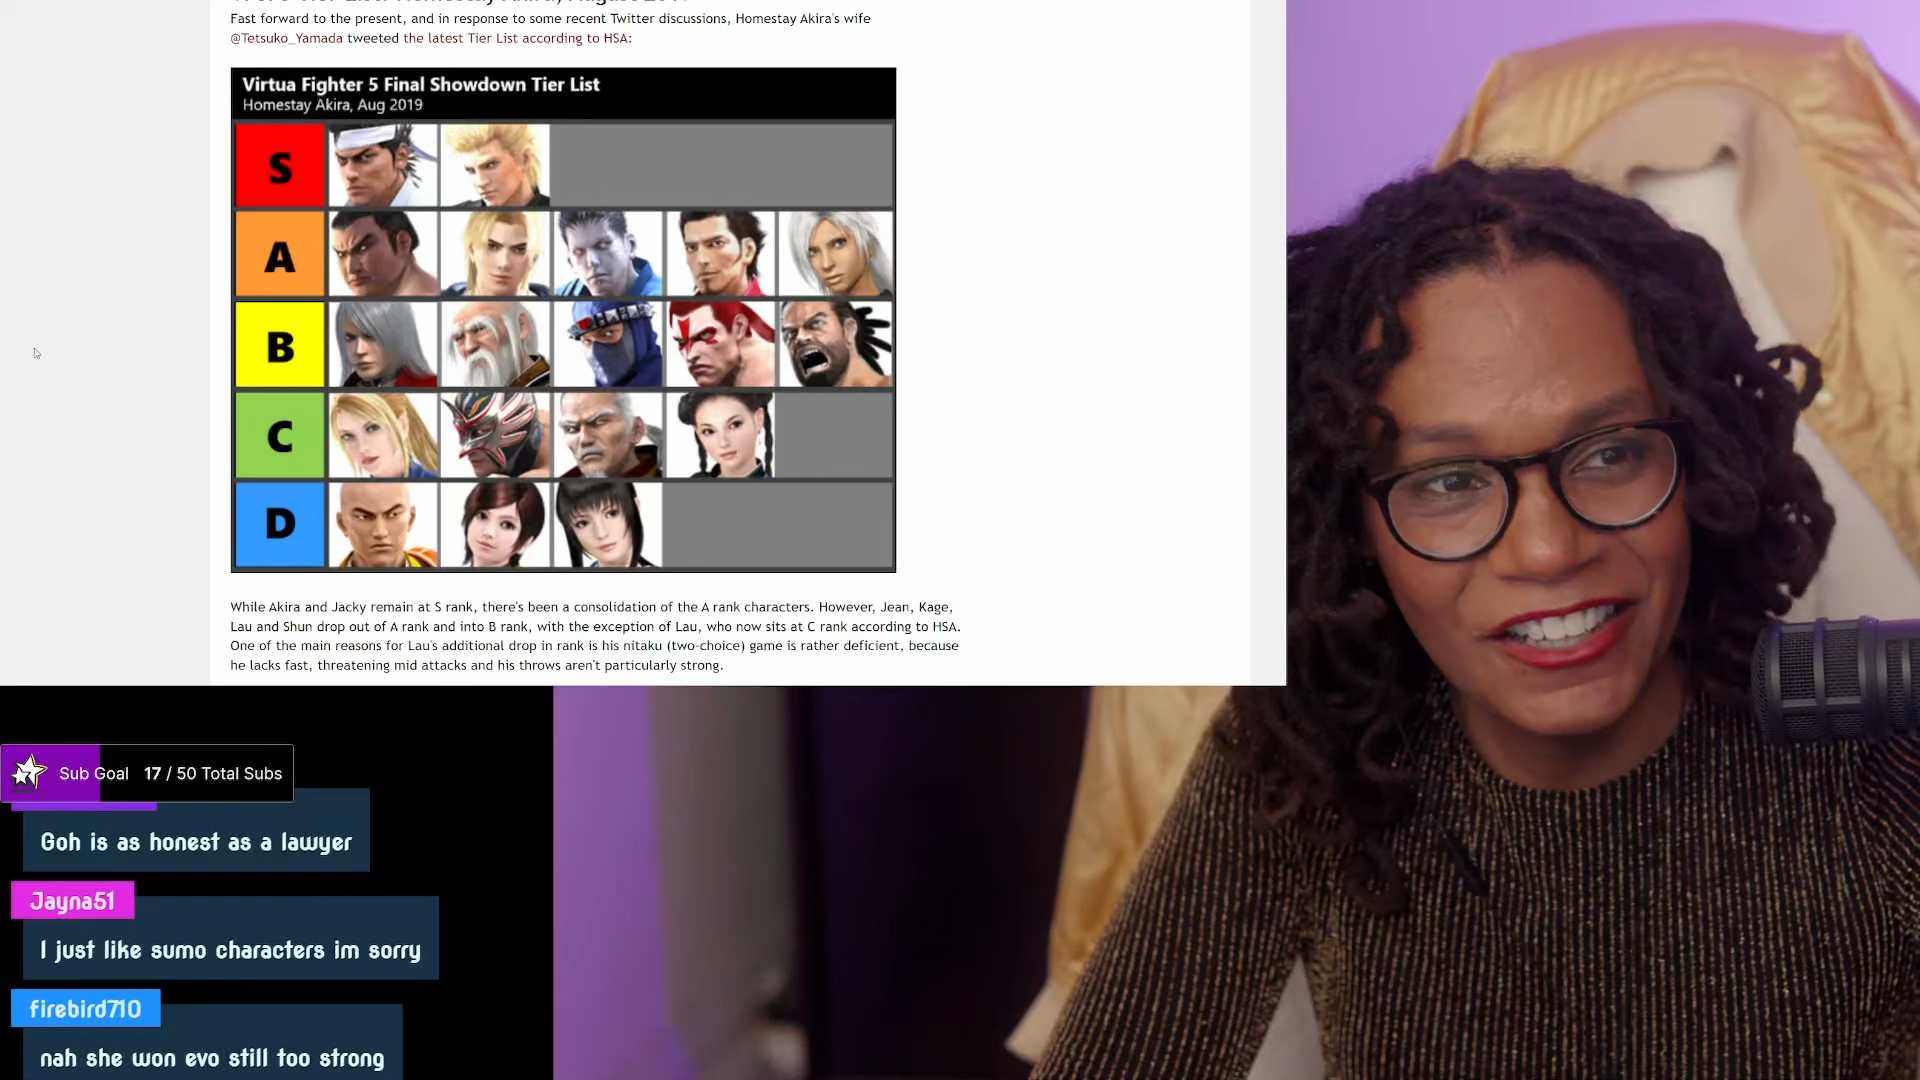 Fast forward to the present, and in response to some recent Twitter discussions, Homestay Akira's wife
@Tetsuko_Yamada tweeted the latest Tier List according to HSA:
Virtua Fighter 5 Final Showdown Tier List
Homestay Akira, Aug 2019
S
A
B
C
D
While Akira and Jacky remain at S rank, there's been a consolidation of the A rank characters. However, Jean, Kage,
Lau and Shun drop out of A rank and into B rank, with the exception of Lau, who now sits at C rank according to HSA.
One of the main reasons for Lau's additional drop in rank is his nitaku (two-choice) game is rather deficient, because
he lacks fast, threatening mid attacks and his throws aren't particularly strong.
Sub Goal 17 / 50 Total Subs
Goh is as honest as a lawyer
Jayna51
I just like sumo characters im sorry
firebird710
nah she won evo still too strong